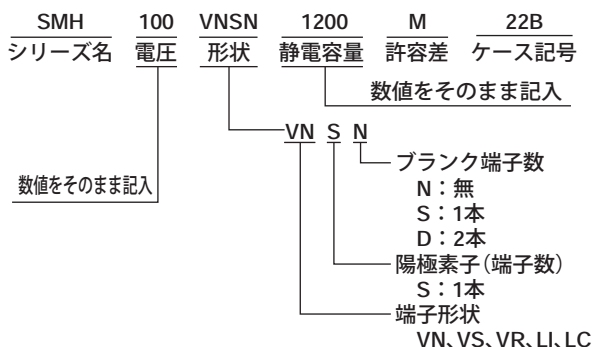 SMH 100 VNSN 1200 M 22B
シリーズ名 電圧 形状 静電容量 許容差 ケース記号
数値をそのまま記入
VN S N
ブランク端子数
数値をそのまま記入
N：無
S：1本
D：2本
陽極素子（端子数）
S：1本
端子形状
VN、VS、VR、LI、LC